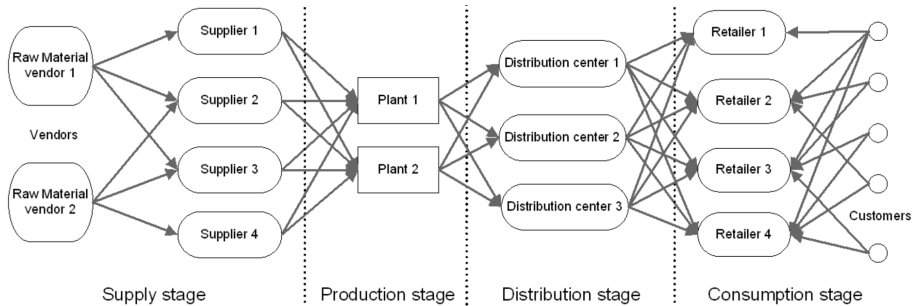 Raw Material
vendor 1
Vendors
Raw Material
vendor 2
Supplier 1
Supplier 2
Supplier 3
Supplier 4
Plant 1
Plant 2
Distribution center 1
Distribution center 2
Distribution center 3
Retailer 1
Retailer 2
Retailer 3
Retailer 4
Customers
Supply stage
Production stage
Distribution stage
Consumption stage